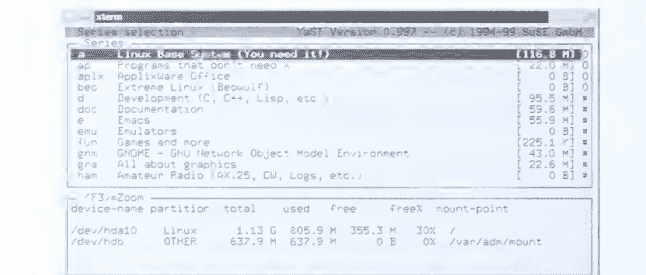 xterm
Series selection YaST Version 0.997 -- (c) 1994-99 SuSE GmbH
Series
a Linux Base System (You need it!) [116.8 M] O
ap Programs that don't need X [ 22.0 M] O
aplx ApplixWare Office [ 0 B] O
beo Extreme Linux (Beowulf) [ 0 B] O
d Development (C, C++, Lisp, etc.) [ 95.5 M]
doc Documentation [ 59.6 M]
e Emacs [ 55.9 M]
emu Emulators [ 0 B]
fun Games and more [225.1 K]
gnm GNOME - GNU Network Object Model Environment [ 43.0 M]
gra All about graphics [ 22.6 M]
ham Amateur Radio (AX.25, CW, Logs, etc.) [ 0 B]
F3=Zoom
device-name partition total used free free% mount-point
/dev/hda10 Linux 1.13 G 805.9 M 355.3 M 30% /
/dev/hdb OTHER 637.9 M 637.9 M 0 B 0% /var/adm/mount